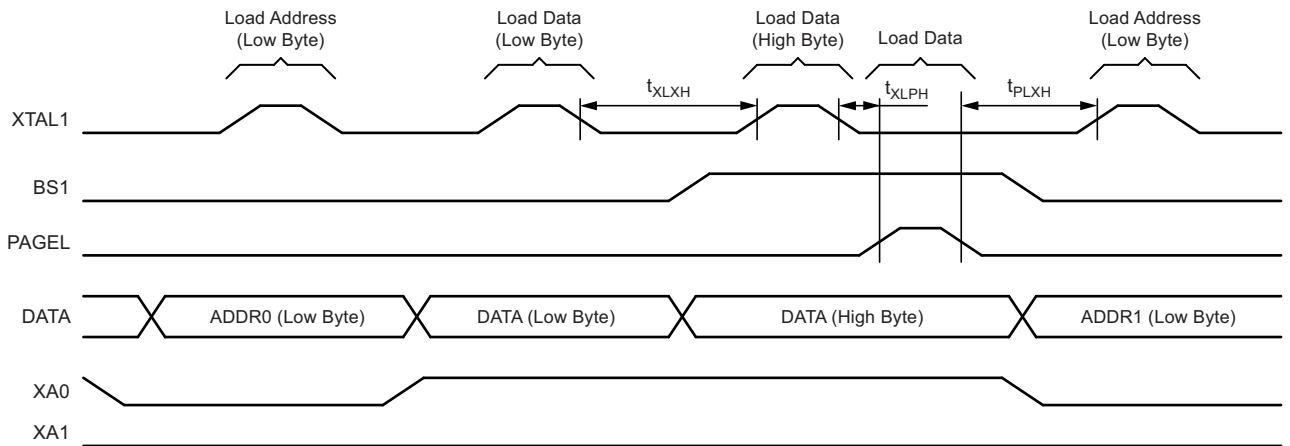 Load Address
(Low Byte)
Load Data
(Low Byte)
Load Data
(High Byte)
Load Data
Load Address
(Low Byte)
tXLXH
tXLPH
tPLXH
XTAL1
BS1
PAGEL
DATA
ADDR0 (Low Byte)
DATA (Low Byte)
DATA (High Byte)
ADDR1 (Low Byte)
XA0
XA1